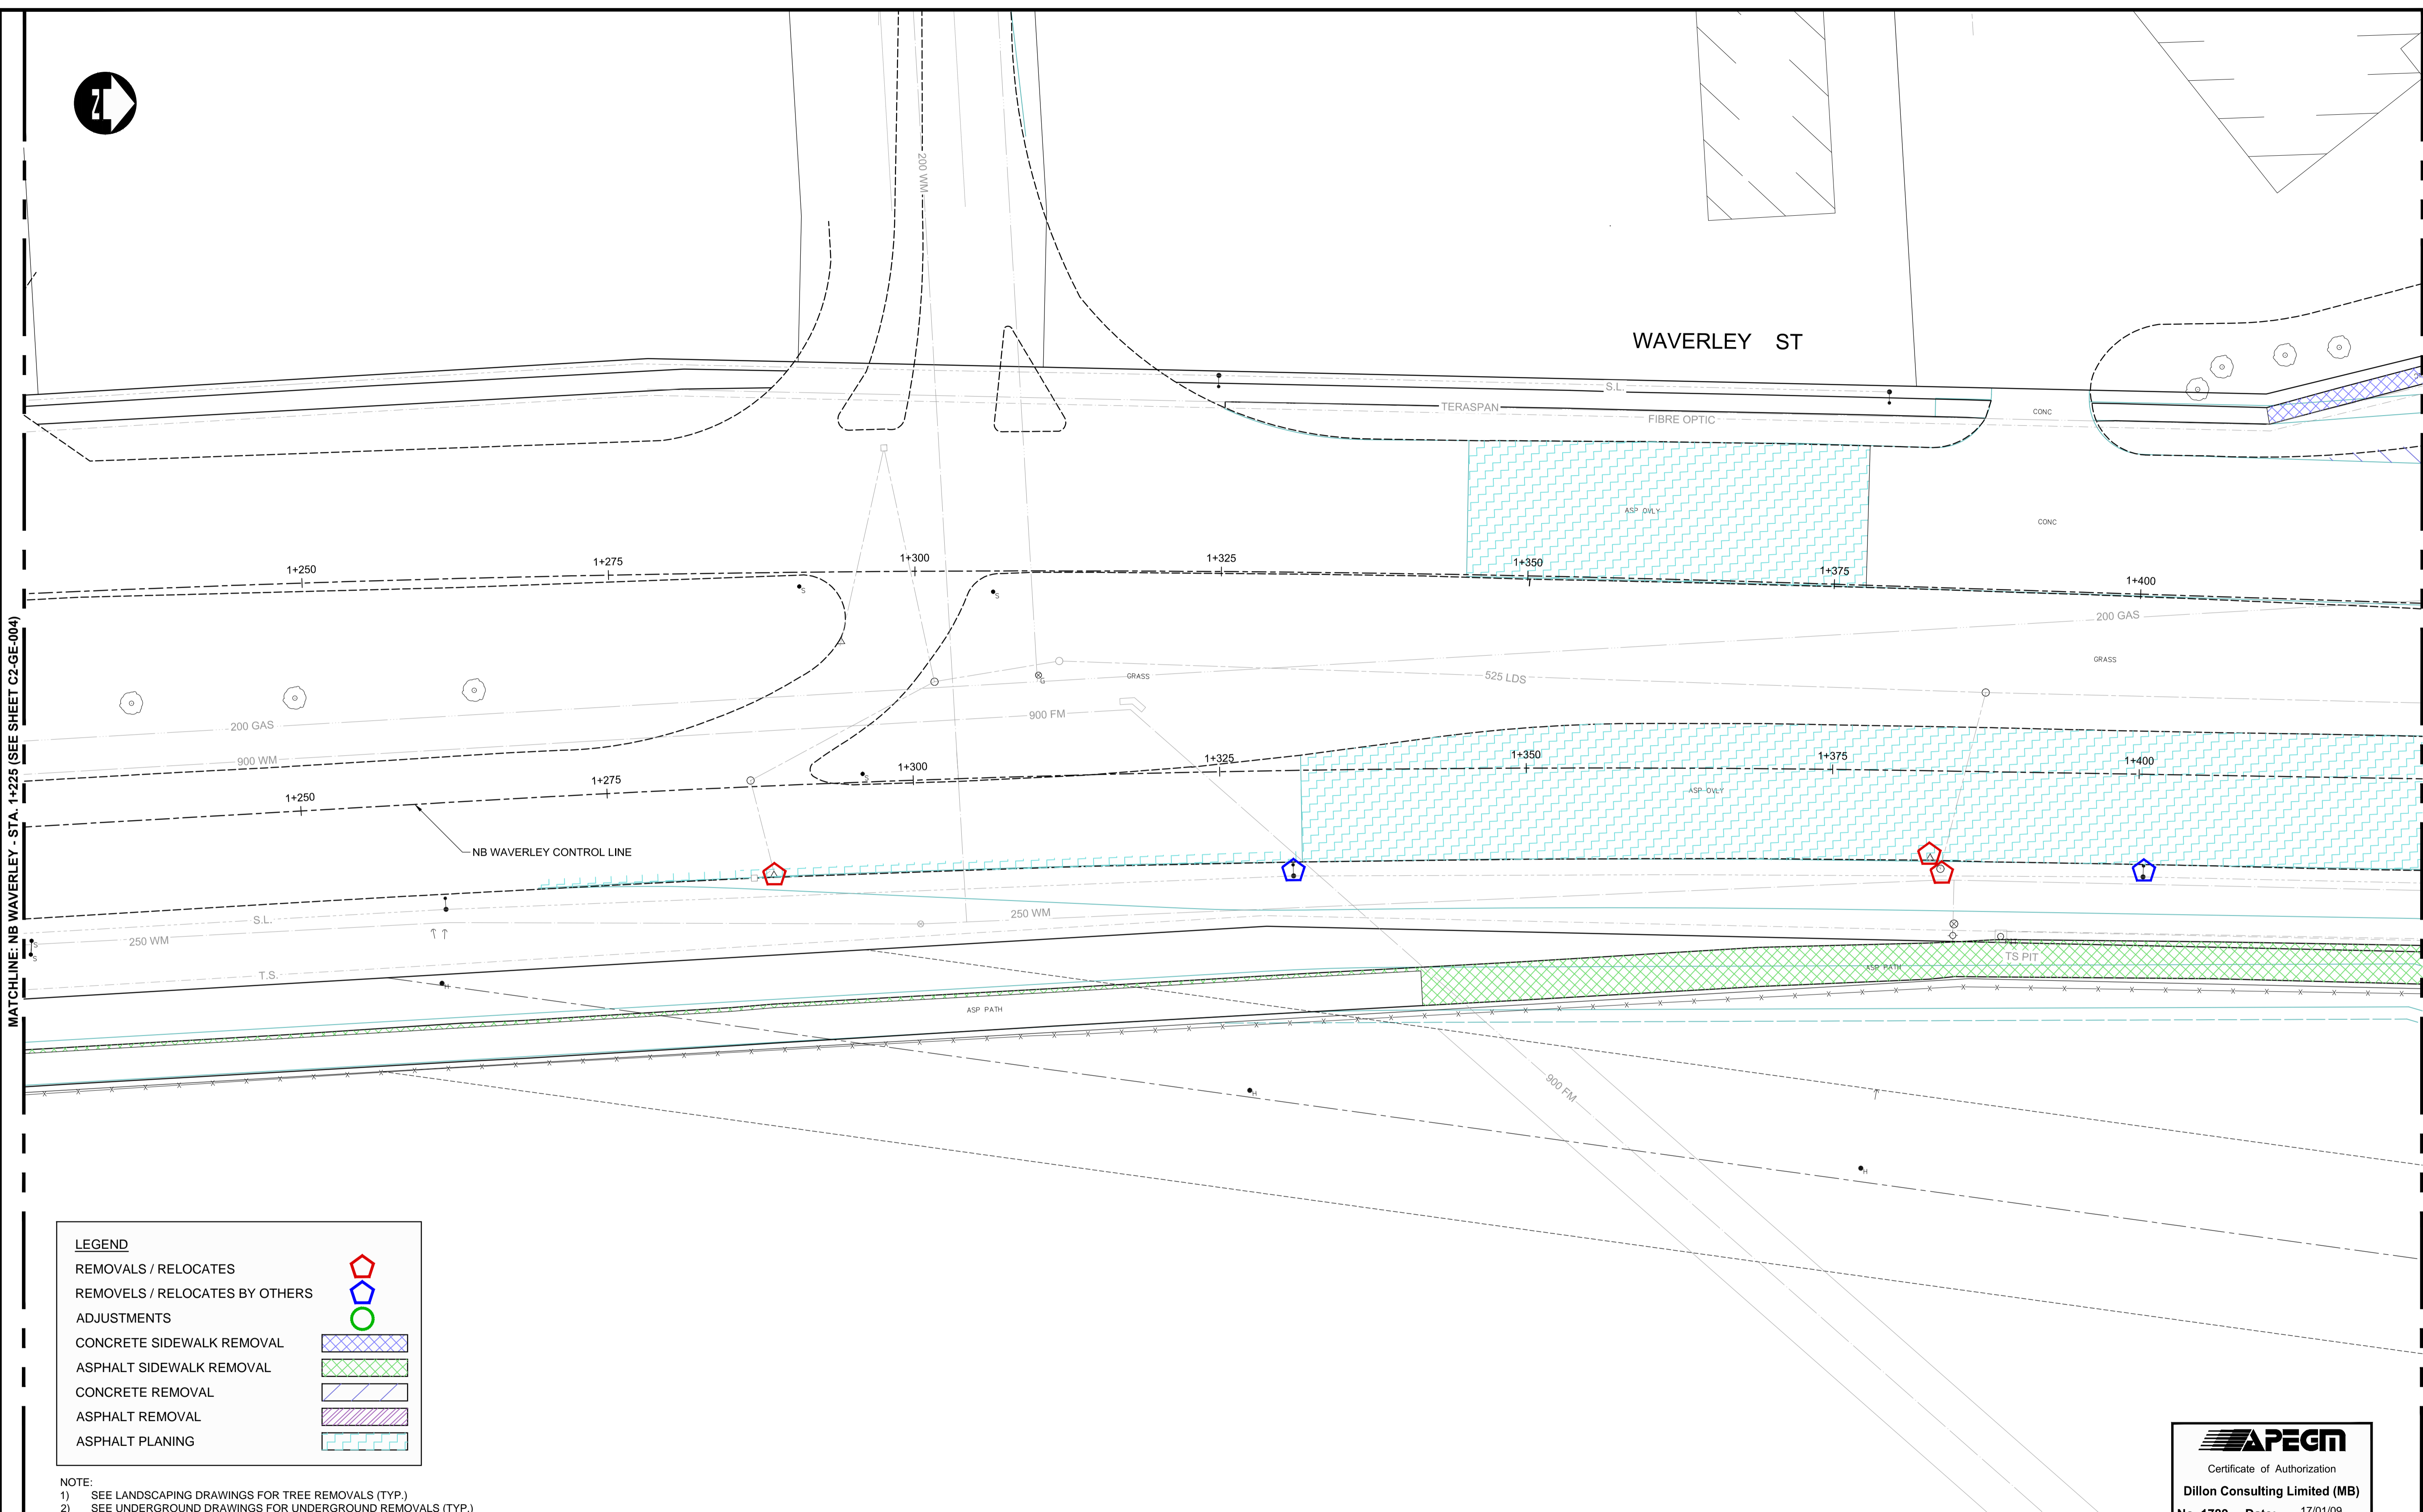 N
200 WM
WAVERLEY ST
S.L.
TERASPAN
FIBRE OPTIC
CONC
ASP OVLY
CONC
1+250
1+275
1+300
1+325
1+350
1+375
1+400
S
S
200 GAS
GRASS
G
GRASS
525 LDS
200 GAS
900 FM
900 WM
1+250
1+275
S
1+300
1+325
1+350
1+375
1+400
ASP OVLY
NB WAVERLEY CONTROL LINE
S.L.
250 WM
250 WM
S
S
T.S.
H
TS PIT
ASP PATH
ASP PATH
H
900 FM
H
MATCHLINE: NB WAVERLEY - STA. 1+225 (SEE SHEET C2-GE-004)
LEGEND
REMOVALS / RELOCATES
REMOVELS / RELOCATES BY OTHERS
ADJUSTMENTS
CONCRETE SIDEWALK REMOVAL
ASPHALT SIDEWALK REMOVAL
CONCRETE REMOVAL
ASPHALT REMOVAL
ASPHALT PLANING
NOTE:
1) SEE LANDSCAPING DRAWINGS FOR TREE REMOVALS (TYP.)
2) SEE UNDERGROUND DRAWINGS FOR UNDERGROUND REMOVALS (TYP.)
APEGM
Certificate of Authorization
Dillon Consulting Limited (MB)
No. 1789 Date: 17/01/09